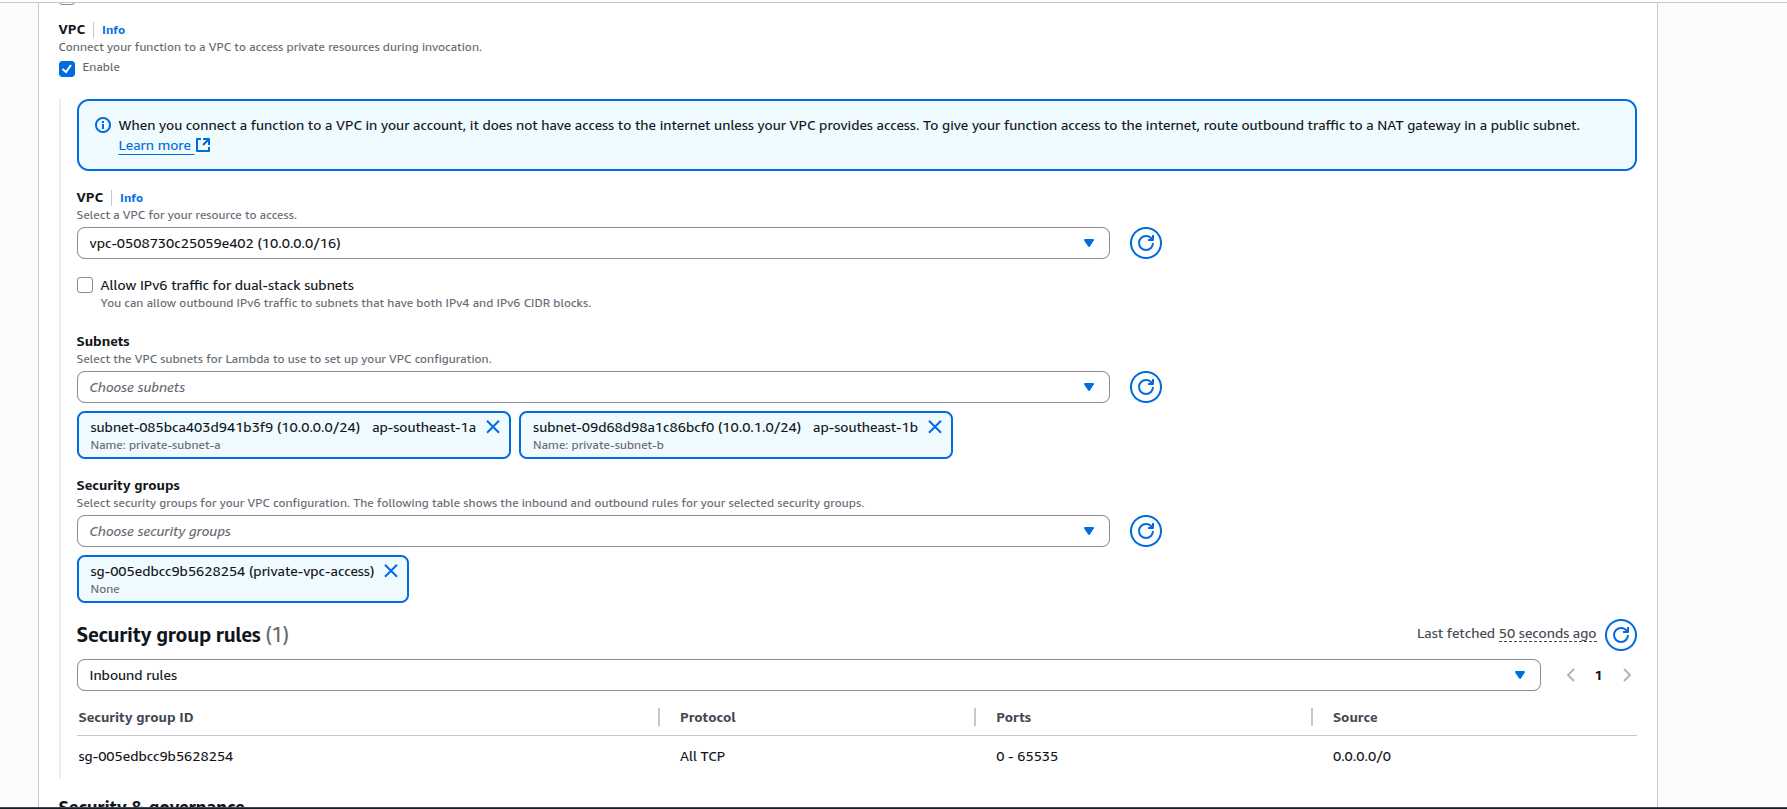 VPC Info
Connect your function to a VPC to access private resources during invocation.
Enable
When you connect a function to a VPC in your account, it does not have access to the internet unless your VPC provides access. To give your function access to the internet, route outbound traffic to a NAT gateway in a public subnet.
Learn more
VPC Info
Select a VPC for your resource to access.
vpc-0508730c25059e402 (10.0.0.0/16)
Allow IPv6 traffic for dual-stack subnets
You can allow outbound IPv6 traffic to subnets that have both IPv4 and IPv6 CIDR blocks.
Subnets
Select the VPC subnets for Lambda to use to set up your VPC configuration.
Choose subnets
subnet-085bca403d941b3f9 (10.0.0.0/24) ap-southeast-1a subnet-09d68d98a1c86bcf0 (10.0.1.0/24) ap-southeast-1b
Name: private-subnet-a Name: private-subnet-b
Security groups
Select security groups for your VPC configuration. The following table shows the inbound and outbound rules for your selected security groups.
Choose security groups
sg-005edbcc9b5628254 (private-vpc-access)
None
Security group rules (1) Last fetched 50 seconds ago
Inbound rules 1
Security group ID Protocol Ports Source
sg-005edbcc9b5628254 All TCP 0 - 65535 0.0.0.0/0
Security & governance